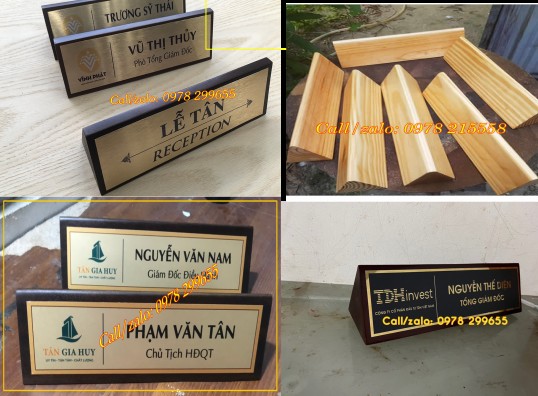 TRƯƠNG SỸ THÁI
VŨ THỊ THỦY
Phó Tổng Giám Đốc
VĨNH PHÁT
Call/zalo: 0978 299655
LỄ TÂN
RECEPTION
Call/zalo: 0978 215558
NGUYỄN VĂN NAM
Giám Đốc Điều
TÂN GIA HUY
Call/zalo: 0978 299655
PHẠM VĂN TÂN
Chủ Tịch HĐQT
TÂN GIA HUY
TDHinvest
NGUYỄN THẾ DIỄN
TỔNG GIÁM ĐỐC
Call/zalo: 0978 299655